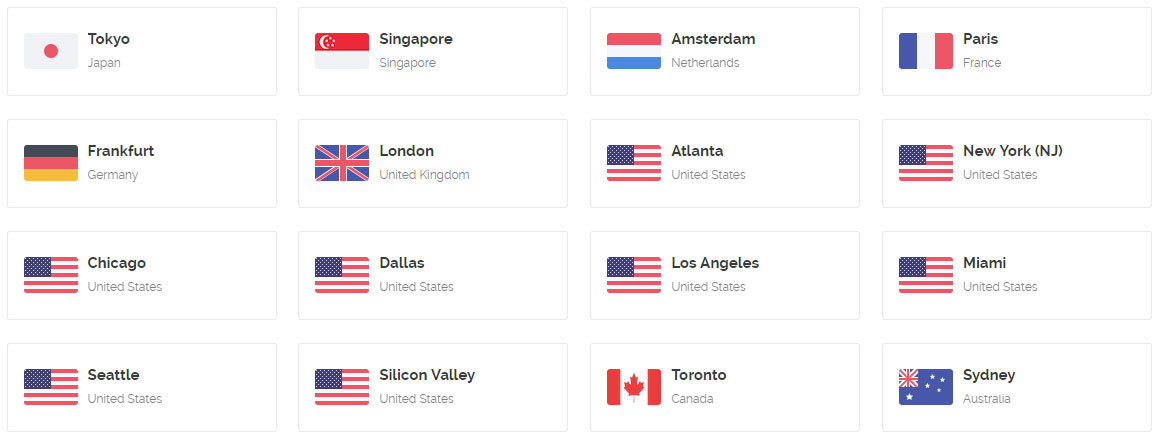 Tokyo
Japan
Singapore
Singapore
Amsterdam
Netherlands
Paris
France
Frankfurt
Germany
London
United Kingdom
Atlanta
United States
New York (NJ)
United States
Chicago
United States
Dallas
United States
Los Angeles
United States
Miami
United States
Seattle
United States
Silicon Valley
United States
Toronto
Canada
Sydney
Australia